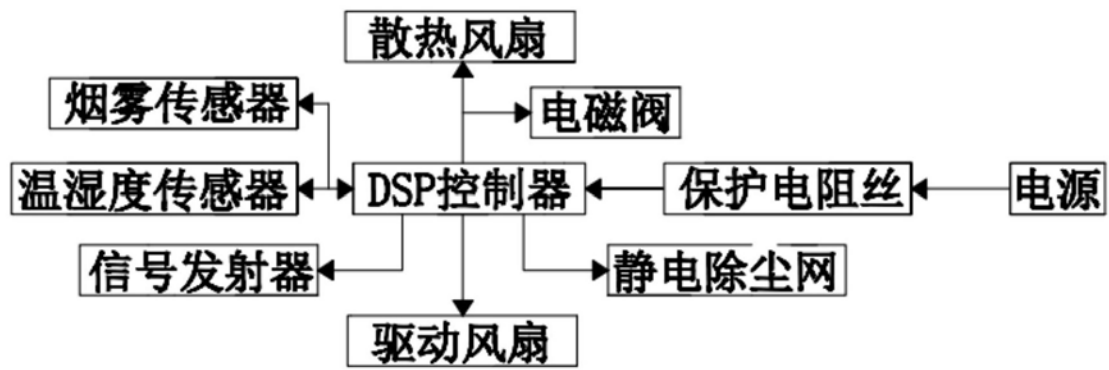 散热风扇
烟雾传感器
电磁阀
温湿度传感器
DSP控制器
保护电阻丝
电源
信号发射器
静电除尘网
驱动风扇